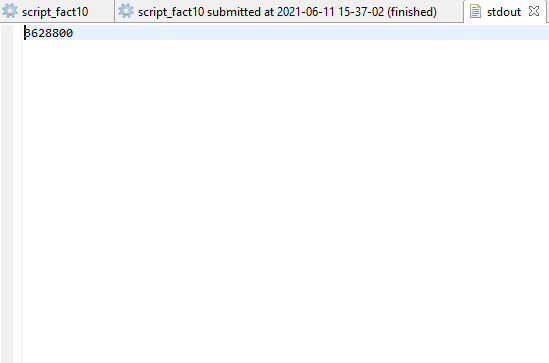 script_fact10
script_fact10 submitted at 2021-06-11 15-37-02 (finished)
stdout
3628800